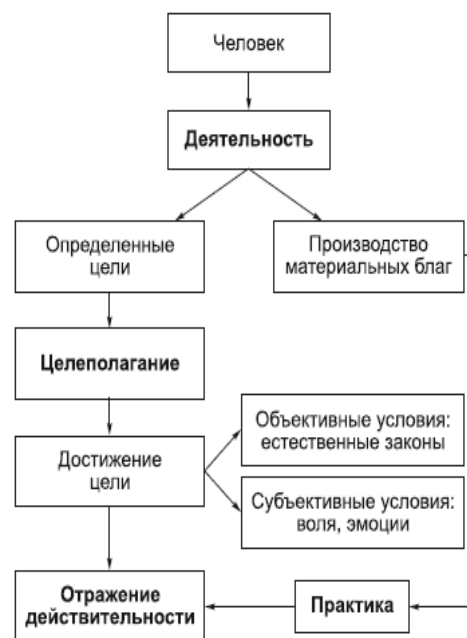 Человек
Деятельность
Определенные
цели
Производство
материальных благ
Целеполагание
Достижение
цели
Объективные условия:
естественные законы
Субъективные условия:
воля, эмоции
Отражение
действительности
Практика